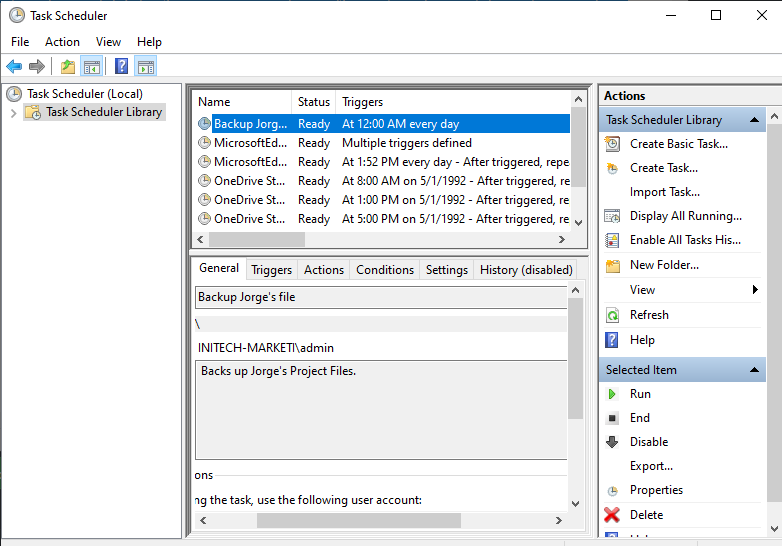 Task Scheduler
File Action View Help
Task Scheduler (Local)
Task Scheduler Library
Name Status Triggers
Backup Jorg... Ready At 12:00 AM every day
MicrosoftEd... Ready Multiple triggers defined
MicrosoftEd... Ready At 1:52 PM every day - After triggered, repe
OneDrive St... Ready At 8:00 AM on 5/1/1992 - After triggered, re
OneDrive St... Ready At 1:00 PM on 5/1/1992 - After triggered, re
OneDrive St... Ready At 5:00 PM on 5/1/1992 - After triggered, re
General Triggers Actions Conditions Settings History (disabled)
Backup Jorge's file
\
INITECH-MARKETI\admin
Backs up Jorge's Project Files.
ons
ng the task, use the following user account:
Actions
Task Scheduler Library
Create Basic Task...
Create Task...
Import Task...
Display All Running...
Enable All Tasks His...
New Folder...
View
Refresh
Help
Selected Item
Run
End
Disable
Export...
Properties
Delete